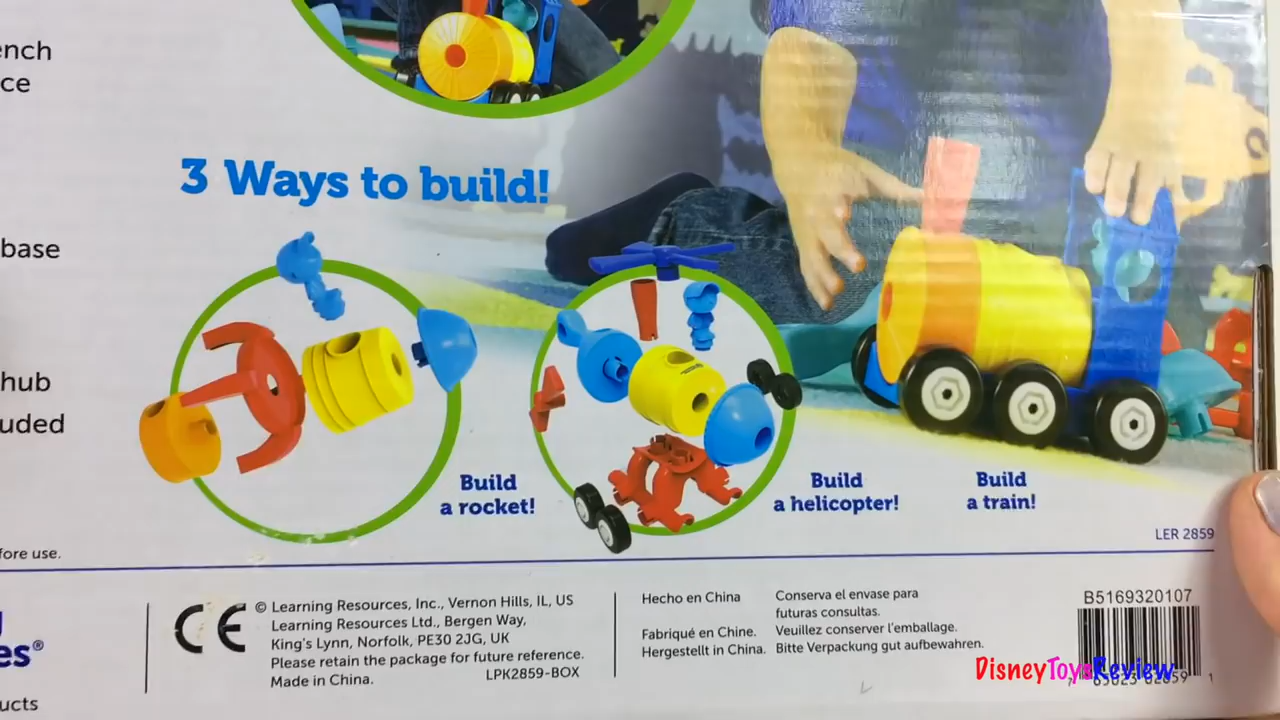 ench
ce
3 Ways to build!
base
hub
uded
Build
a rocket!
Build
a helicopter!
Build
a train!
LER 2859
fore use.
es®
ucts
CE
© Learning Resources, Inc., Vernon Hills, IL, US
Learning Resources Ltd., Bergen Way,
King's Lynn, Norfolk, PE30 2JG, UK
Please retain the package for future reference.
Made in China.
LPK2859-BOX
Hecho en China
Conserva el envase para
futuras consultas.
Fabriqué en Chine.
Veuillez conserver l'emballage.
Hergestellt in China.
Bitte Verpackung gut aufbewahren.
B5169320107
DisneyToysReview